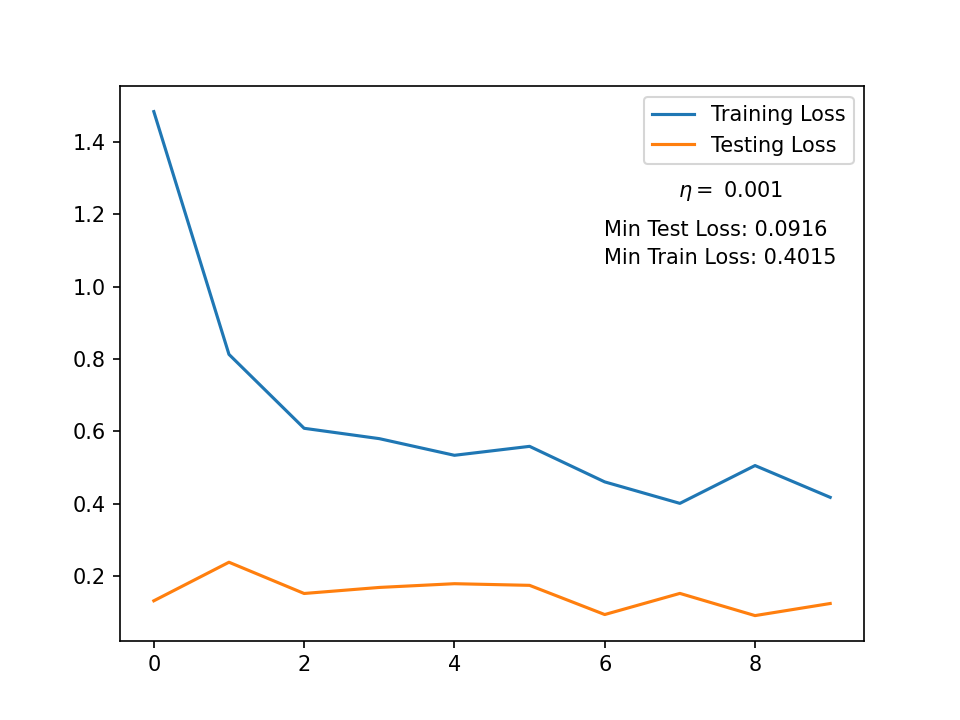 Training Loss
Testing Loss
η = 0.001
Min Test Loss: 0.0916
Min Train Loss: 0.4015
1.4
1.2
1.0
0.8
0.6
0.4
0.2
0 2 4 6 8